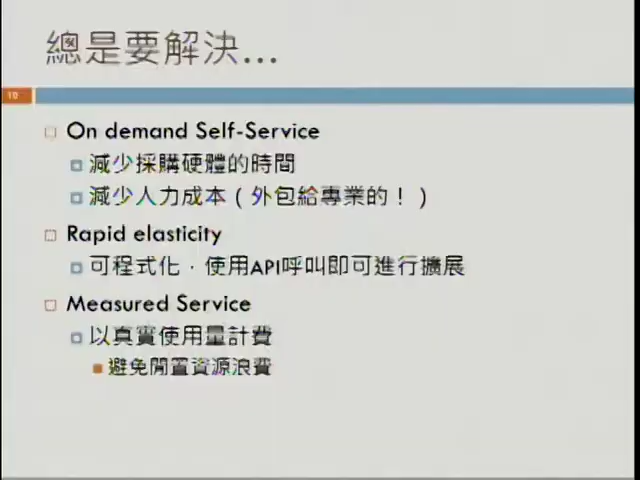 總是要解決...
10
On demand Self-Service
減少採購硬體的時間
減少人力成本（外包給專業的！）
Rapid elasticity
可程式化，使用API呼叫即可進行擴展
Measured Service
以真實使用量計費
避免閒置資源浪費